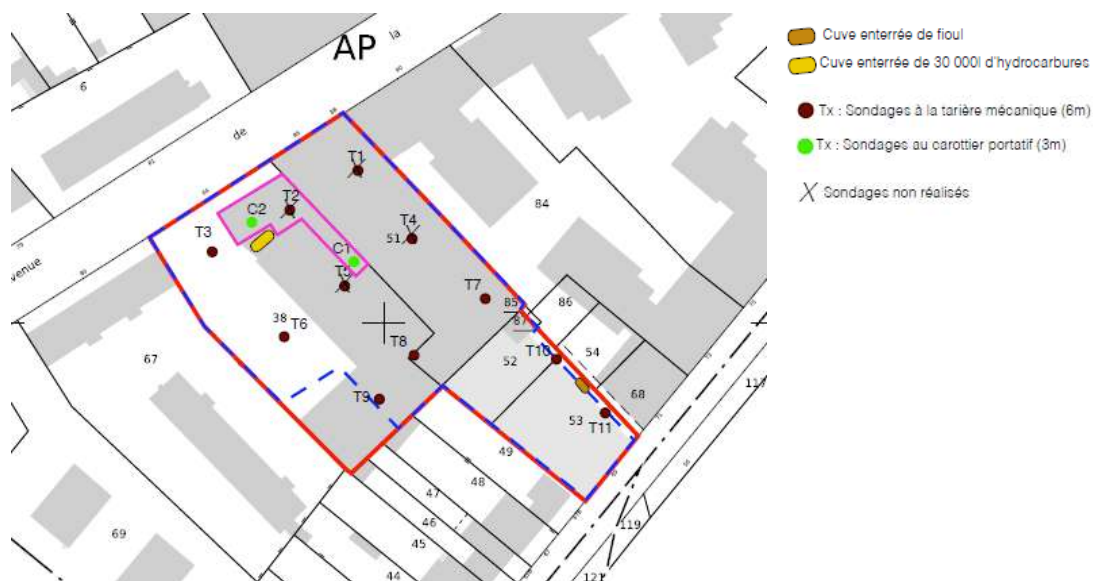 AP
la
6
de
venue
T1
T2
C2
T3
C1
T4
51
T5
T7
84
38
T6
T8
T9
85
86
87
52
T10
54
68
53
T11
67
49
48
47
46
45
44
69
117
119
121
Cuve enterrée de fioul
Cuve enterrée de 30 000l d'hydrocarbures
Tx : Sondages à la tarière mécanique (6m)
Tx : Sondages au carottier portatif (3m)
Sondages non réalisés